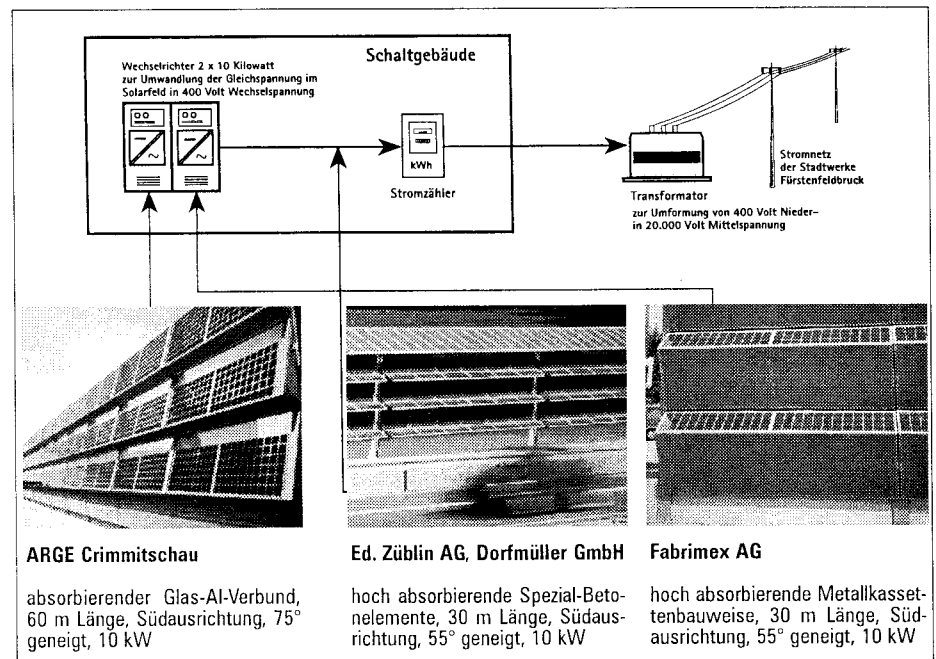 Schaltgebäude
Wechselrichter 2 x 10 Kilowatt
zur Umwandlung der Gleichspannung im
Solarfeld in 400 Volt Wechselspannung
kWh
Stromzähler
Transformator
zur Umformung von 400 Volt Nieder–
in 20.000 Volt Mittelspannung
Stromnetz
der Stadtwerke
Fürstenfeldbruck
ARGE Crimmitschau
absorbierender Glas-Al-Verbund,
60 m Länge, Südausrichtung, 75°
geneigt, 10 kW
Ed. Züblin AG, Dorfmüller GmbH
hoch absorbierende Spezial-Beto-
nelemente, 30 m Länge, Südaus-
richtung, 55° geneigt, 10 kW
Fabrimex AG
hoch absorbierende Metallkasset-
tenbauweise, 30 m Länge, Süd-
ausrichtung, 55° geneigt, 10 kW